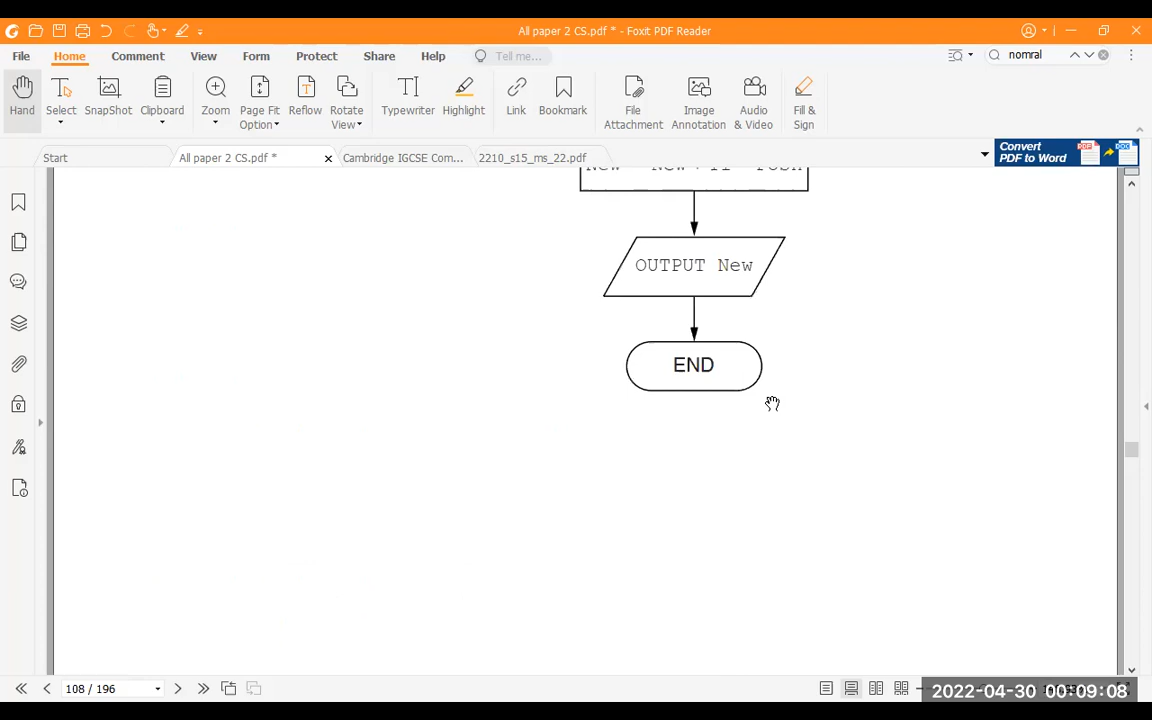 All paper 2 CS.pdf * - Foxit PDF Reader
File Home Comment View Form Protect Share Help Tell me... nomral
Hand Select SnapShot Clipboard Zoom Page Fit Option Reflow Rotate View Typewriter Highlight Link Bookmark File Attachment Image Annotation Audio & Video Fill & Sign
Start All paper 2 CS.pdf * Cambridge IGCSE Com... 2210_s15_ms_22.pdf
Convert
PDF to Word
OUTPUT New
END
108 / 196
2022-04-30 00:09:08